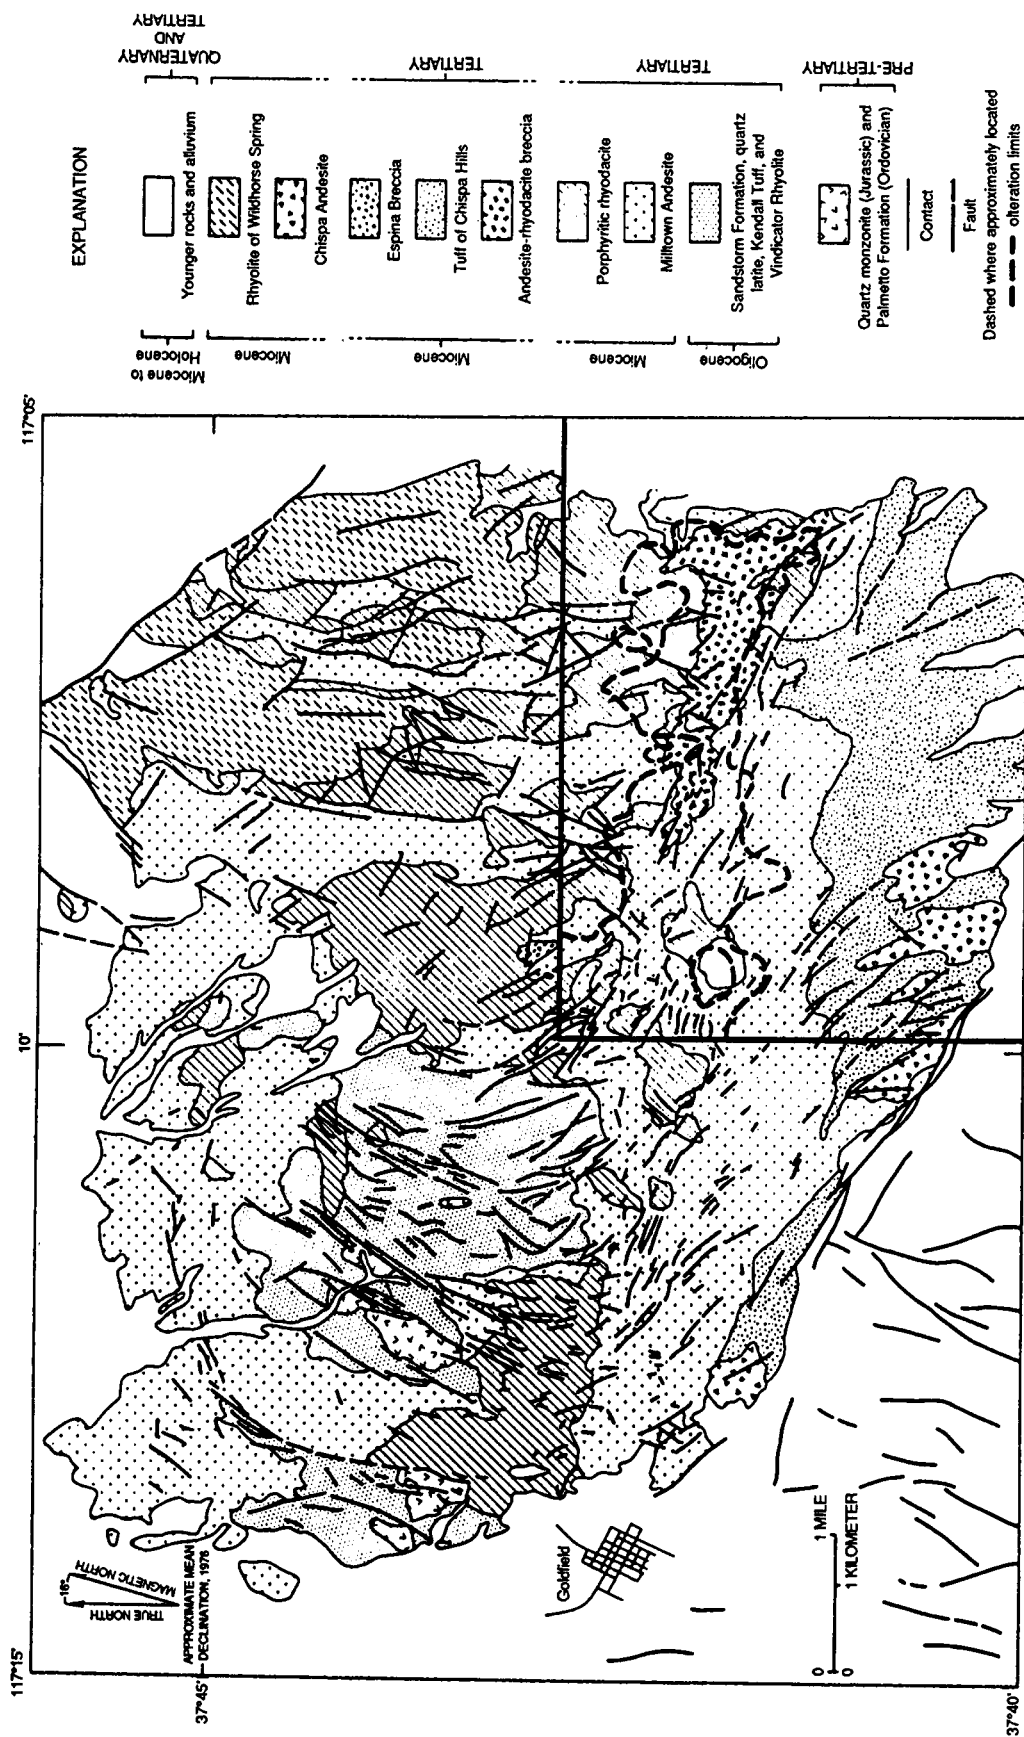 EXPLANATION
Younger rocks and alluvium
Rhyolite of Wildhorse Spring
Chispa Andesite
Espina Breccia
Tuff of Chispa Hills
Andesite-rhyodacite breccia
Porphyritic rhyodacite
Milltown Andesite
Sandstorm Formation, quartz
latite, Kendall Tuff, and
Vindicator Rhyolite
Quartz monzonite (Jurassic) and
Palmetto Formation (Ordovician)
Contact
Fault
Dashed where approximately located
alteration limits
QUATERNARY
AND
TERTIARY
TERTIARY
TERTIARY
PRE-TERTIARY
Miocene to
Holocene
Miocene
Miocene
Miocene
Oligocene
117°15'
10'
117°05'
37°45'
37°40'
TRUE NORTH
MAGNETIC NORTH
16°
APPROXIMATE MEAN
DECLINATION, 1976
Goldfield
0 1 MILE
0 1 KILOMETER